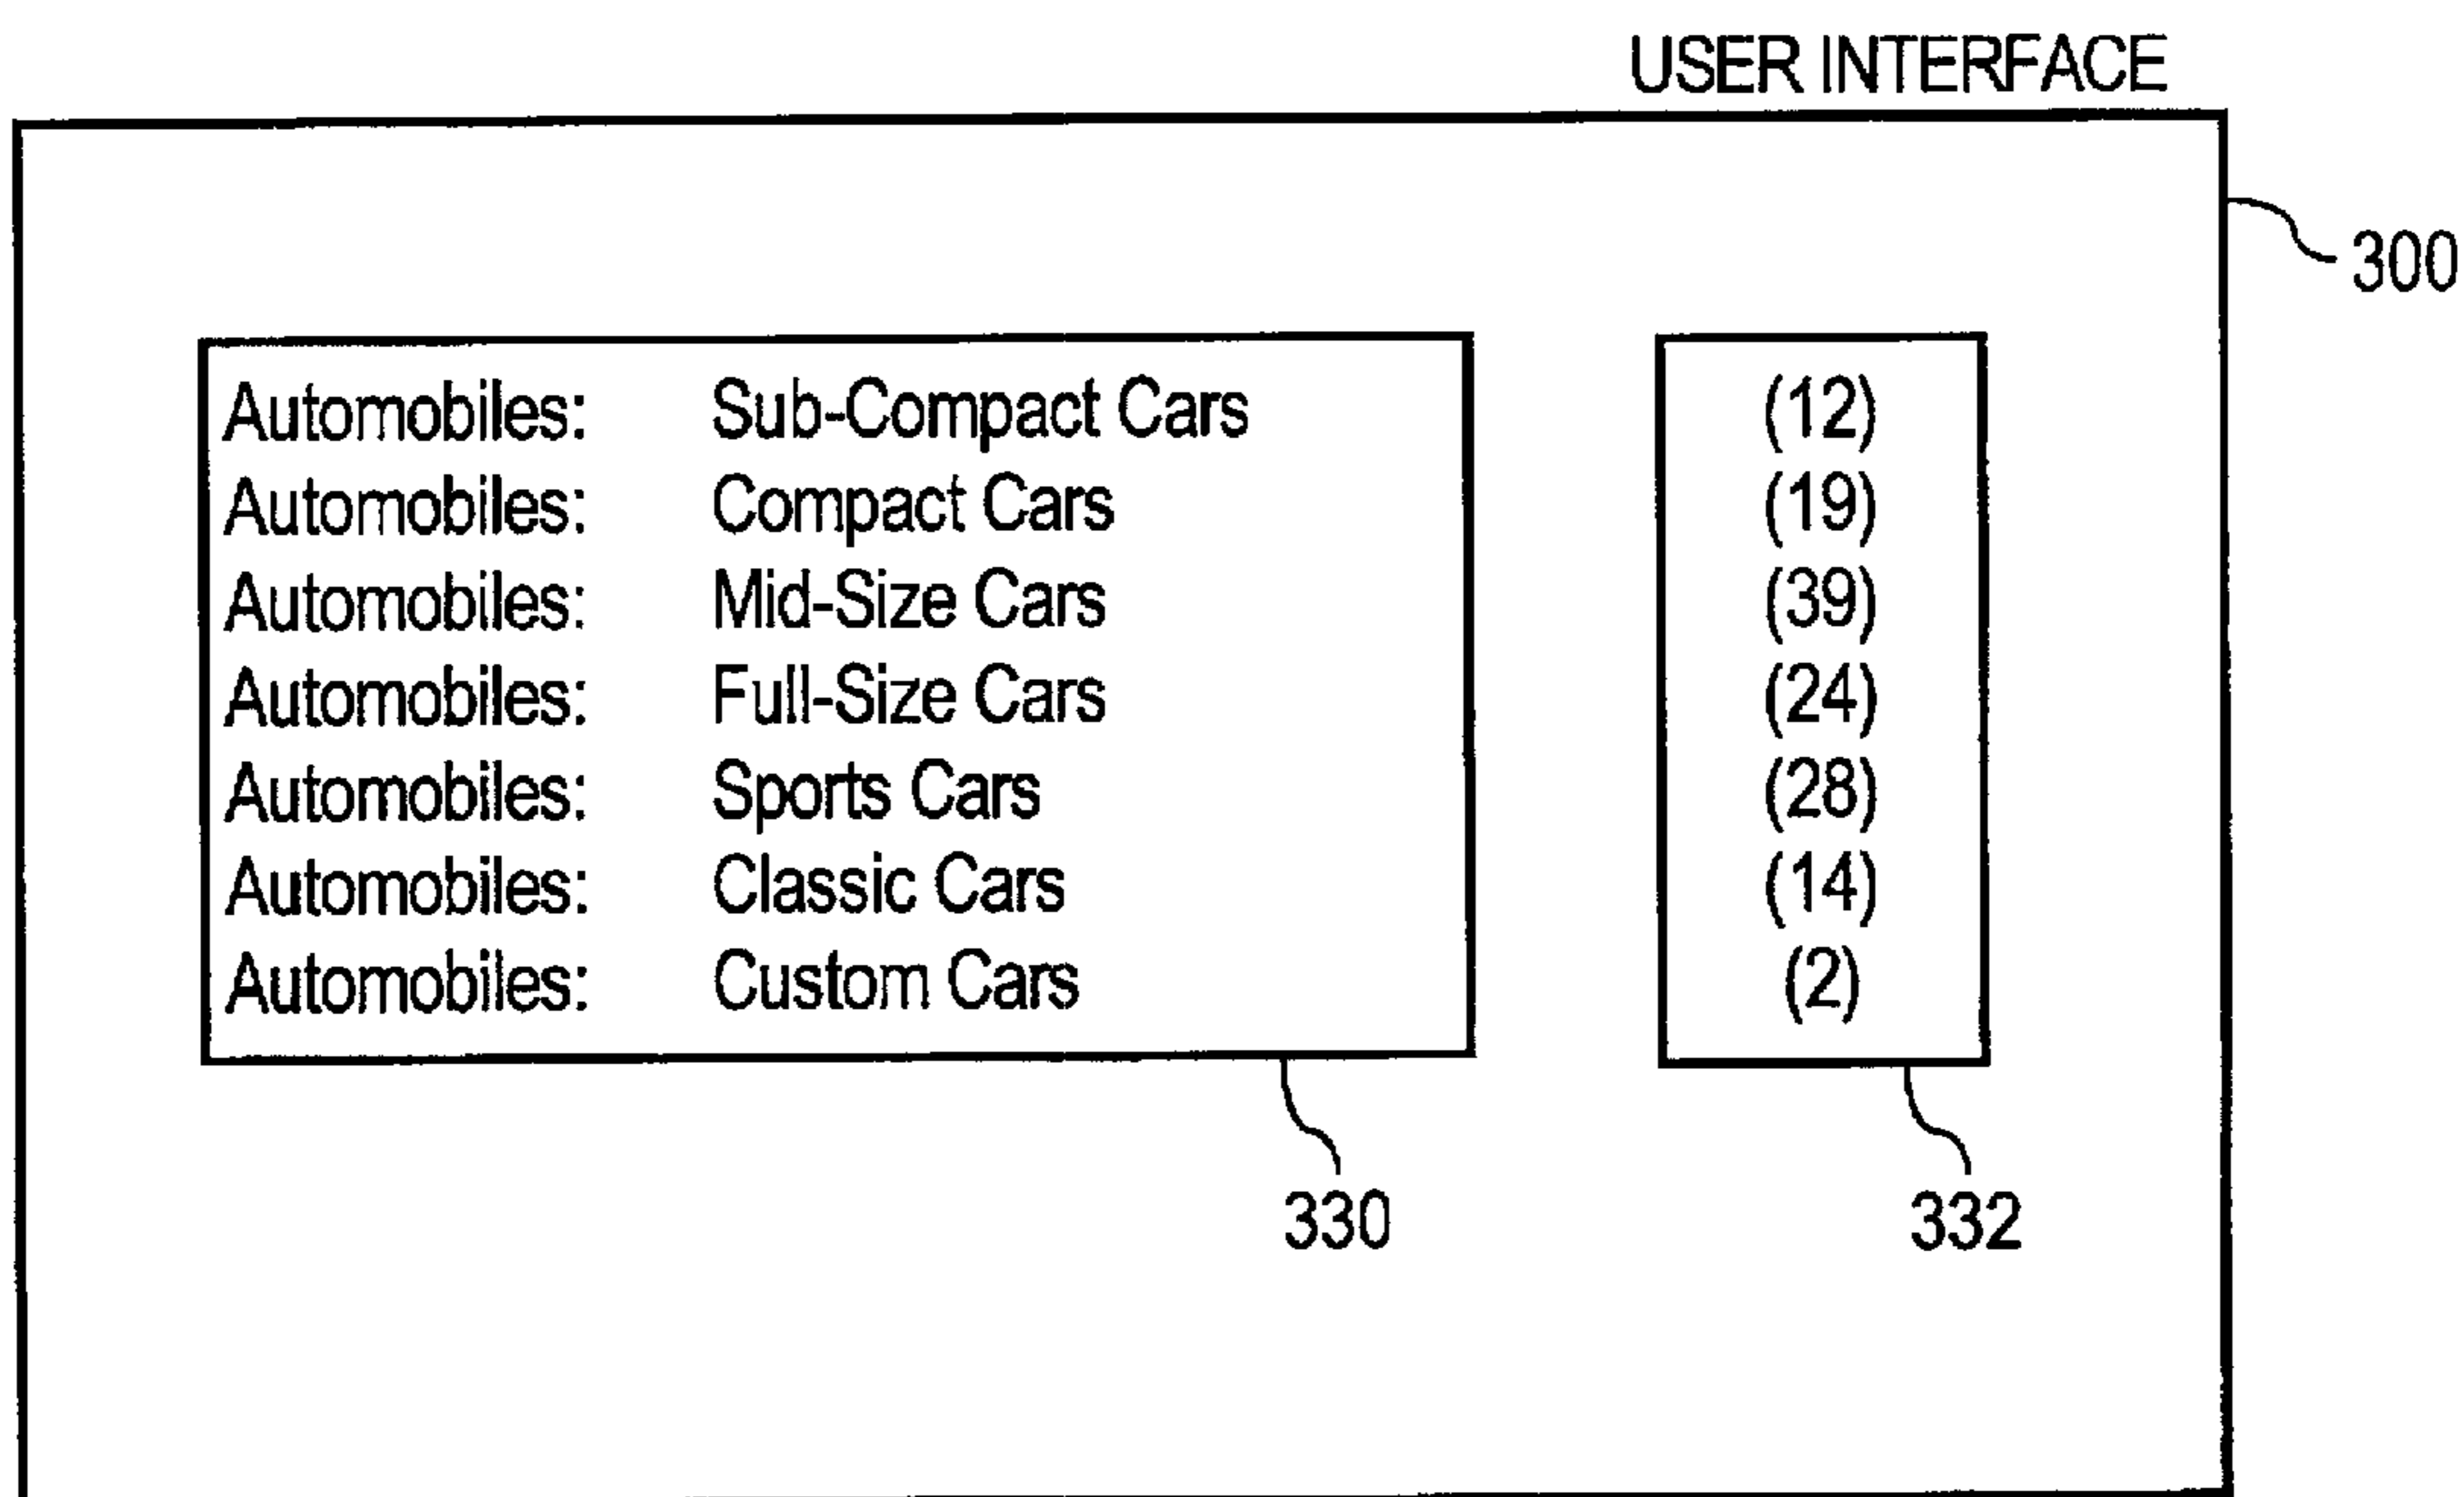 USER INTERFACE
300
Automobiles: Sub-Compact Cars (12)
Automobiles: Compact Cars (19)
Automobiles: Mid-Size Cars (39)
Automobiles: Full-Size Cars (24)
Automobiles: Sports Cars (28)
Automobiles: Classic Cars (14)
Automobiles: Custom Cars (2)
330 332